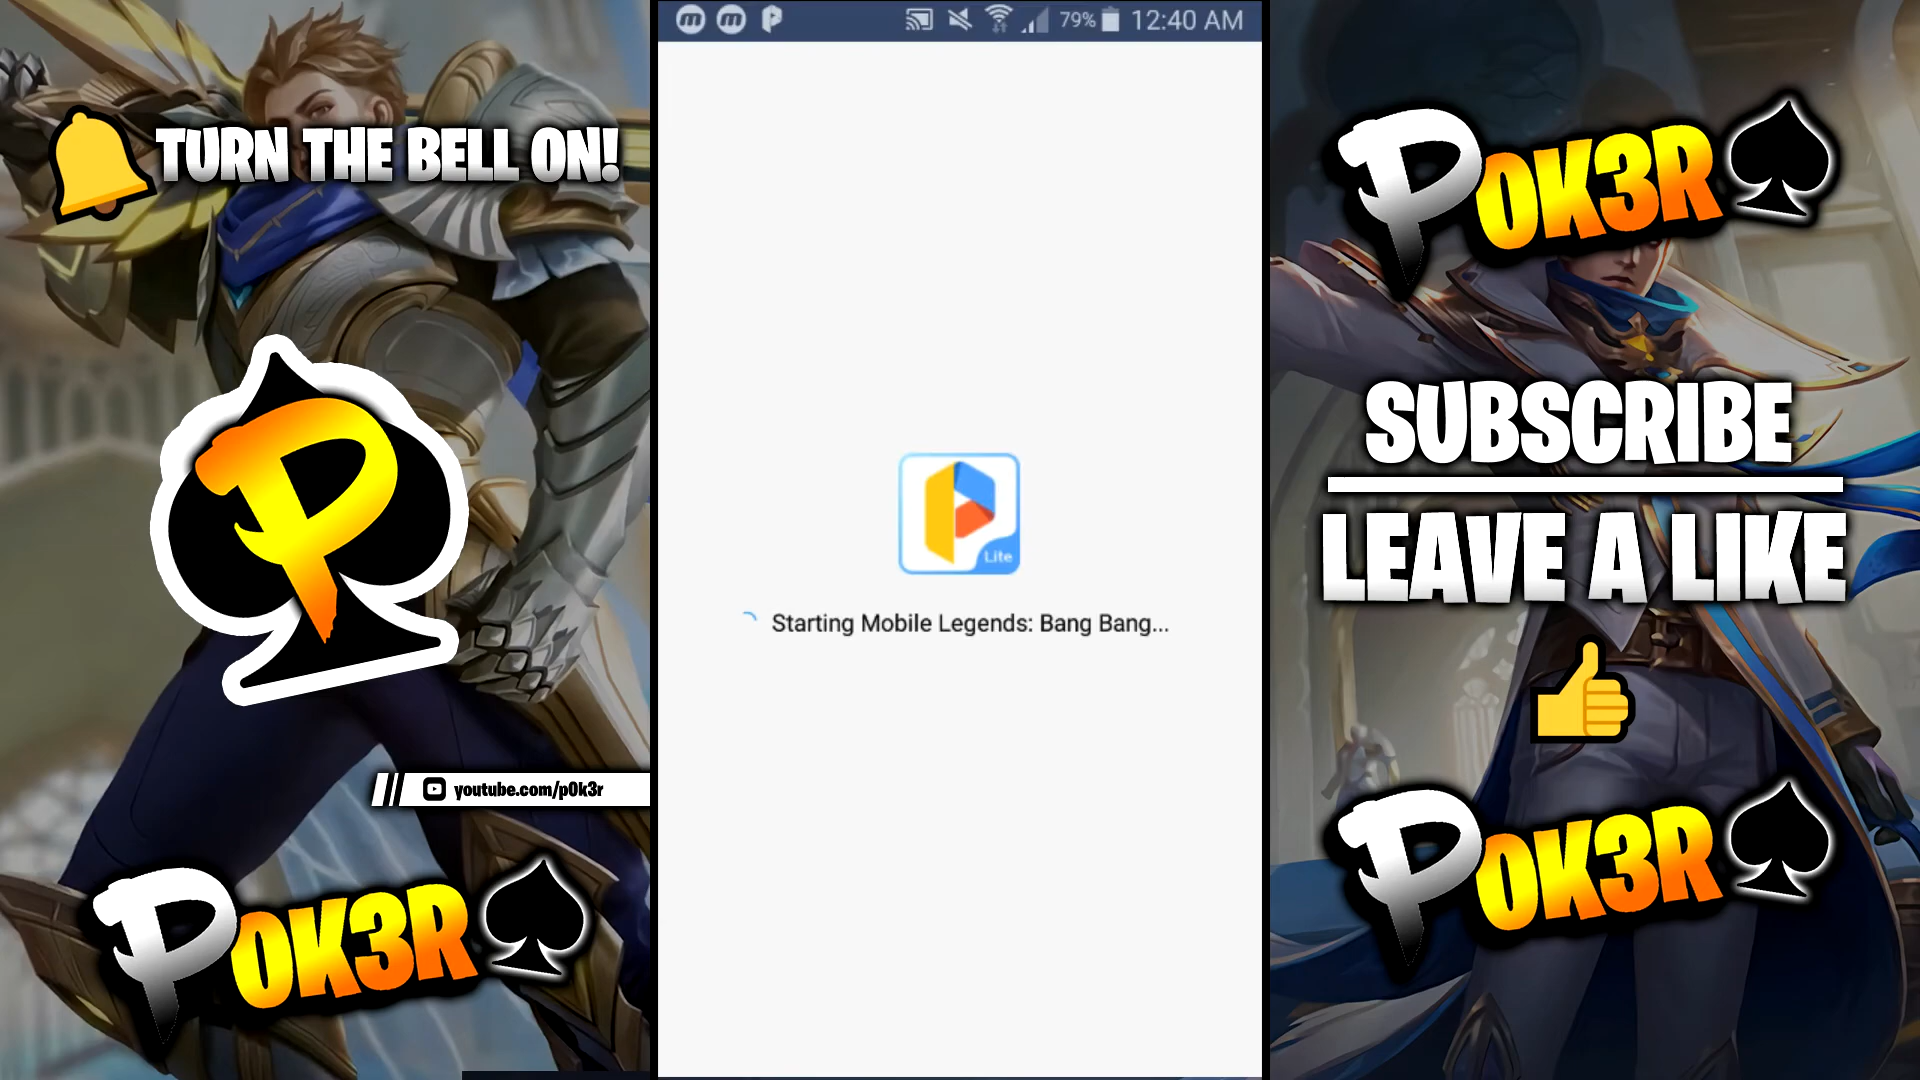 TURN THE BELL ON!
P
youtube.com/p0k3r
P0K3R
79% 12:40 AM
Lite
Starting Mobile Legends: Bang Bang...
P0K3R
SUBSCRIBE
LEAVE A LIKE
P0K3R